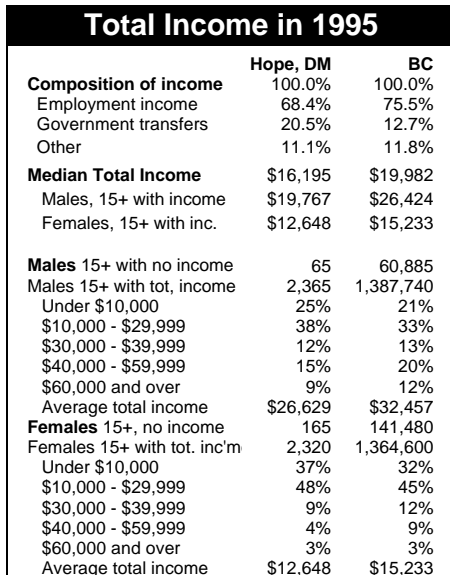 Total Income in 1995
Hope, DM BC
Composition of income 100.0% 100.0%
Employment income 68.4% 75.5%
Government transfers 20.5% 12.7%
Other 11.1% 11.8%
Median Total Income $16,195 $19,982
Males, 15+ with income $19,767 $26,424
Females, 15+ with inc. $12,648 $15,233
Males 15+ with no income 65 60,885
Males 15+ with tot, income 2,365 1,387,740
Under $10,000 25% 21%
$10,000 - $29,999 38% 33%
$30,000 - $39,999 12% 13%
$40,000 - $59,999 15% 20%
$60,000 and over 9% 12%
Average total income $26,629 $32,457
Females 15+, no income 165 141,480
Females 15+ with tot. inc'm 2,320 1,364,600
Under $10,000 37% 32%
$10,000 - $29,999 48% 45%
$30,000 - $39,999 9% 12%
$40,000 - $59,999 4% 9%
$60,000 and over 3% 3%
Average total income $12,648 $15,233